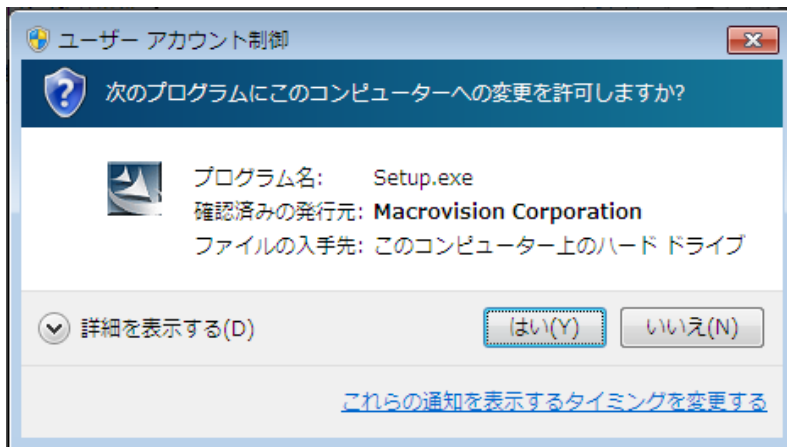 ユーザー アカウント制御
次のプログラムにこのコンピューターへの変更を許可しますか?
プログラム名: Setup.exe
確認済みの発行元: Macrovision Corporation
ファイルの入手先: このコンピューター上のハード ドライブ
詳細を表示する(D) はい(Y) いいえ(N)
これらの通知を表示するタイミングを変更する